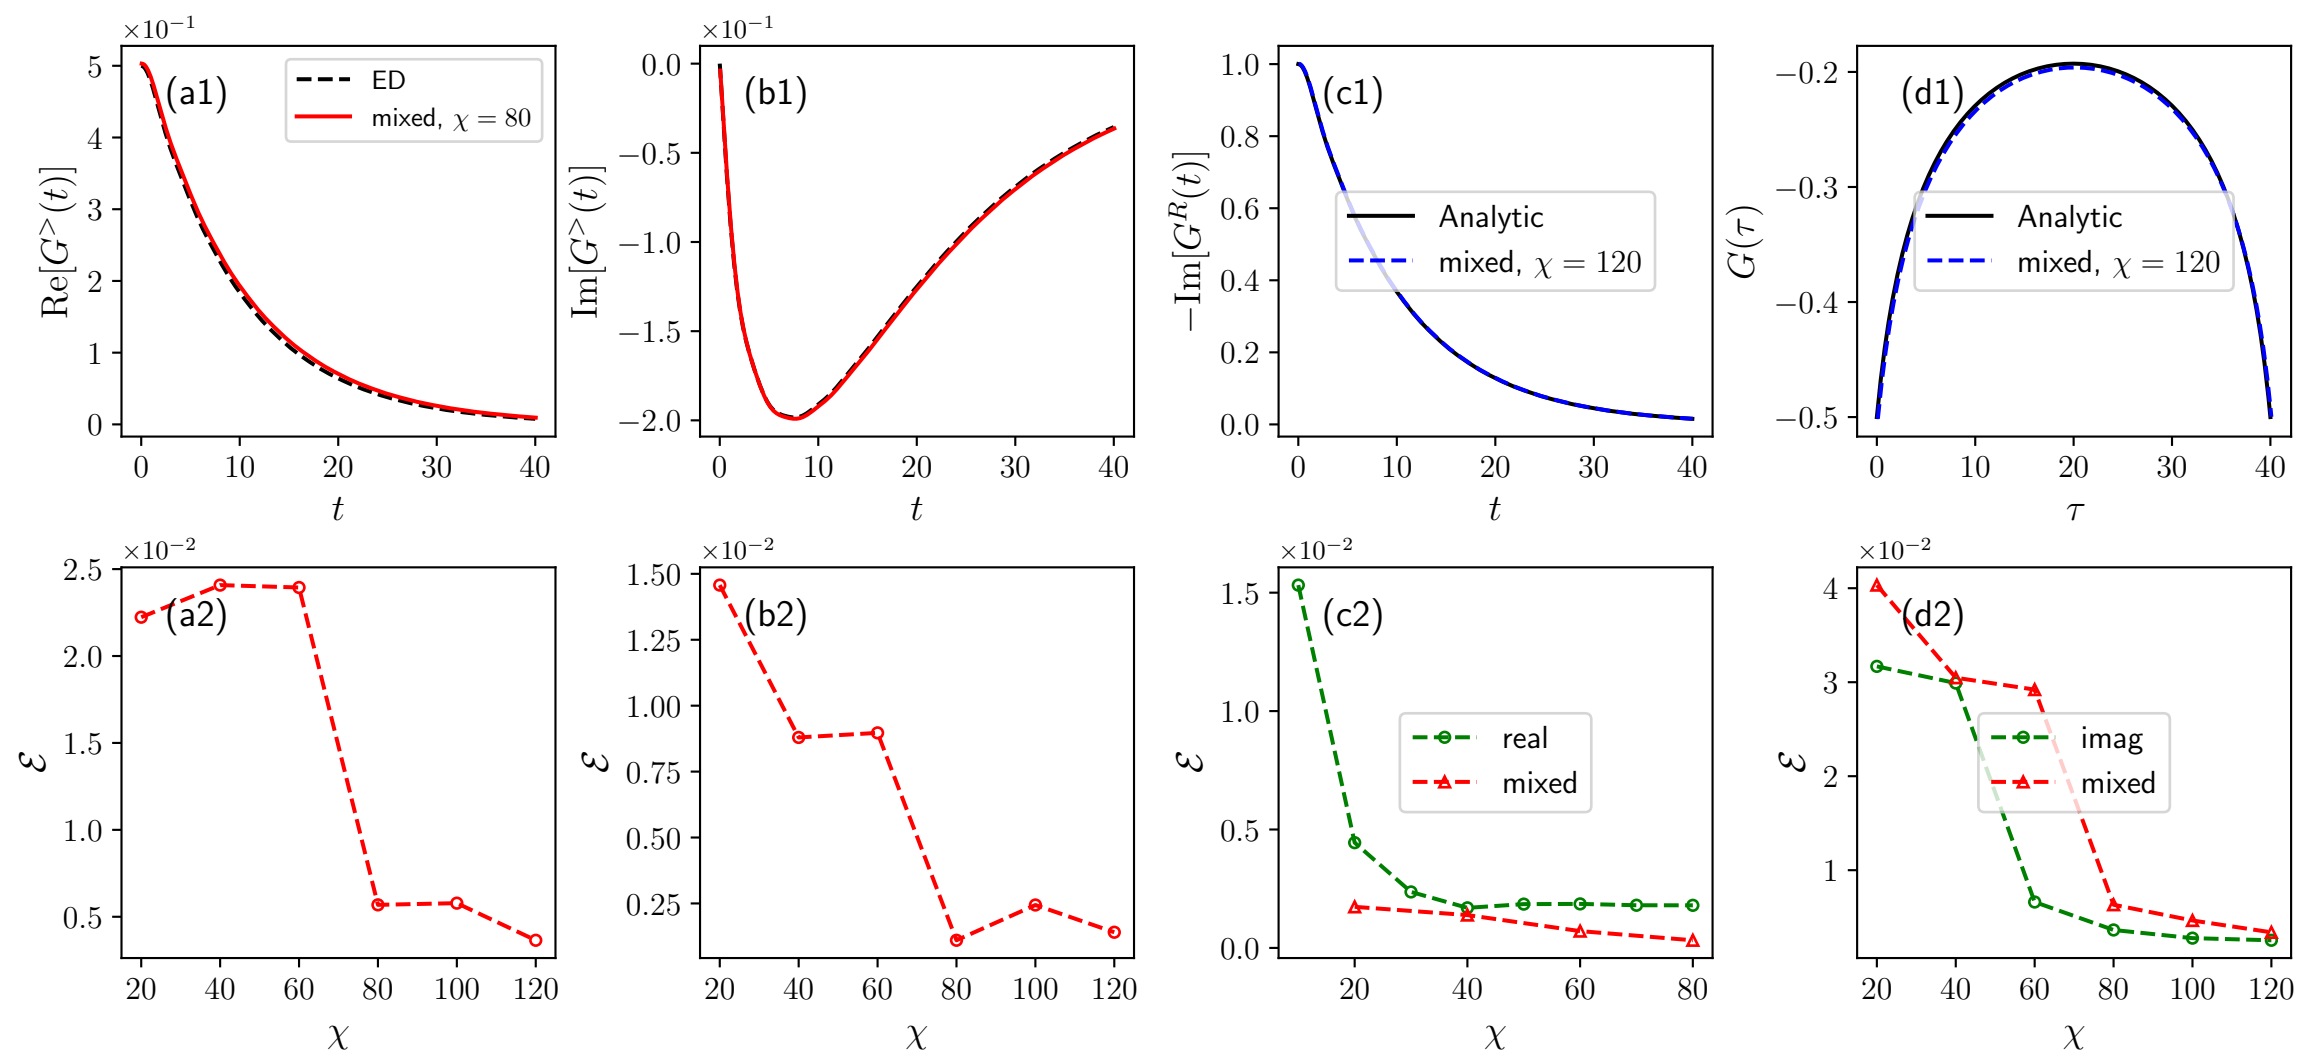 ×10⁻¹
(a1)
ED
mixed, χ = 80
Re[G^>(t)]
5
4
3
2
1
0
0 10 20 30 40
t
×10⁻¹
(b1)
Im[G^>(t)]
0.0
−0.5
−1.0
−1.5
−2.0
0 10 20 30 40
t
(c1)
Analytic
mixed, χ = 120
−Im[G^R(t)]
1.0
0.8
0.6
0.4
0.2
0.0
0 10 20 30 40
t
(d1)
Analytic
mixed, χ = 120
G(τ)
−0.2
−0.3
−0.4
−0.5
0 10 20 30 40
τ
×10⁻²
(a2)
ℰ
2.5
2.0
1.5
1.0
0.5
20 40 60 80 100 120
χ
×10⁻²
(b2)
ℰ
1.50
1.25
1.00
0.75
0.50
0.25
20 40 60 80 100 120
χ
×10⁻²
(c2)
real
mixed
ℰ
1.5
1.0
0.5
0.0
20 40 60 80
χ
×10⁻²
(d2)
imag
mixed
ℰ
4
3
2
1
20 40 60 80 100 120
χ